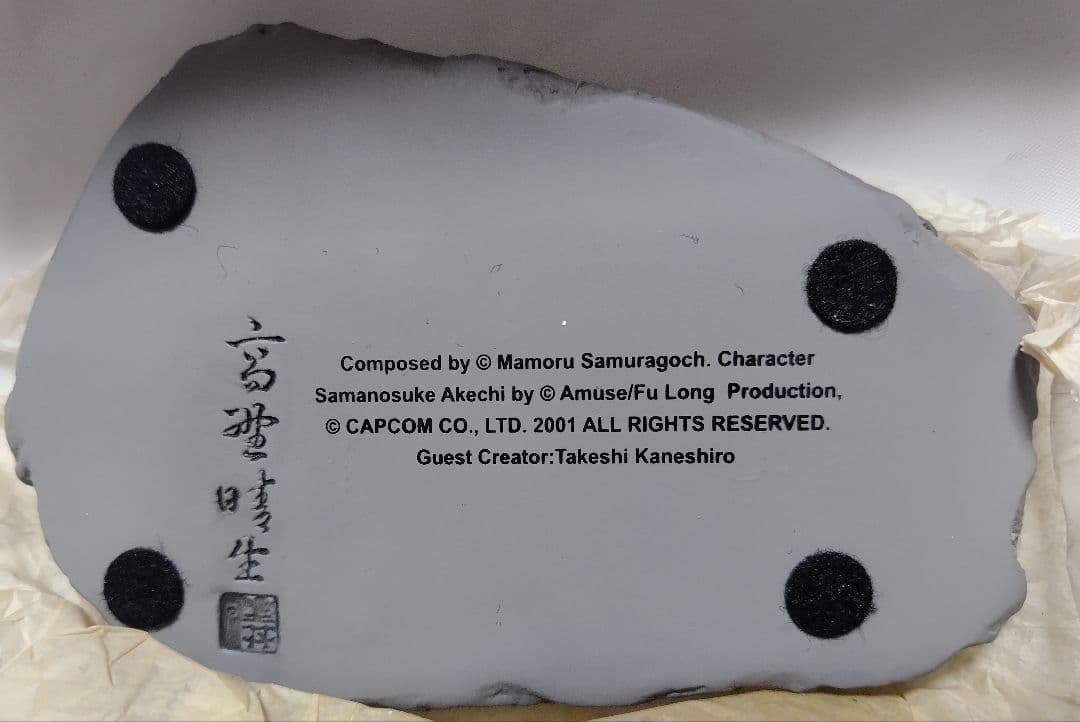 Composed by © Mamoru Samuragoch. Character
Samanosuke Akechi by © Amuse/Fu Long Production,
© CAPCOM CO., LTD. 2001 ALL RIGHTS RESERVED.
Guest Creator:Takeshi Kaneshiro